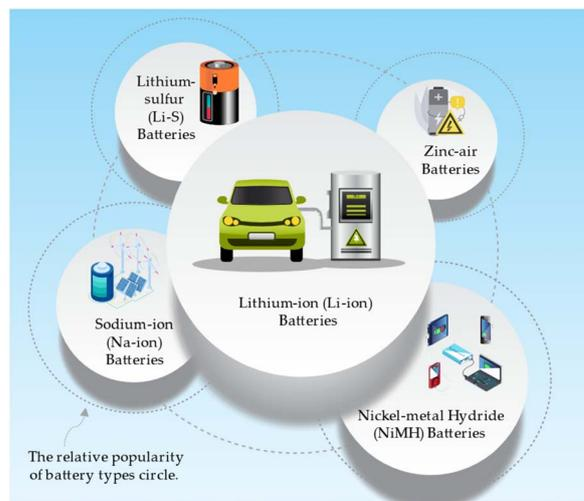 Lithium-
sulfur
(Li-S)
Batteries
Zinc-air
Batteries
Lithium-ion (Li-ion)
Batteries
Sodium-ion
(Na-ion)
Batteries
Nickel-metal Hydride
(NiMH) Batteries
The relative popularity
of battery types circle.